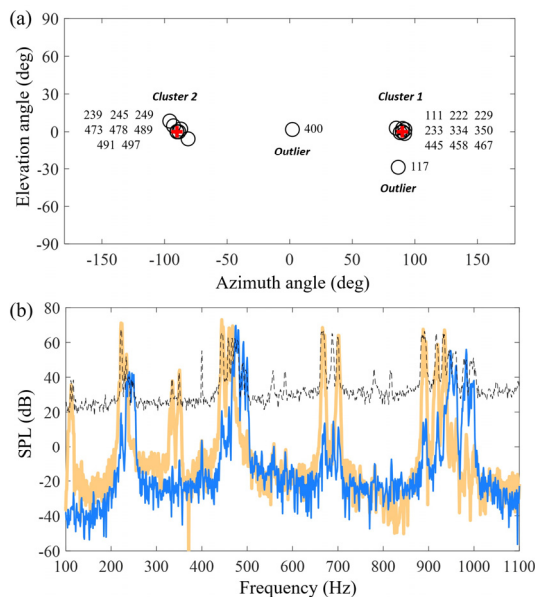 (a)
90
60
30
0
-30
-60
-90
Elevation angle (deg)
Cluster 2
239 245 249
473 478 489
491 497
400
Outlier
Cluster 1
111 222 229
233 334 350
445 458 467
117
Outlier
-150 -100 -50 0 50 100 150
Azimuth angle (deg)
(b)
80
60
40
20
0
-20
-40
-60
SPL (dB)
100 200 300 400 500 600 700 800 900 1000 1100
Frequency (Hz)